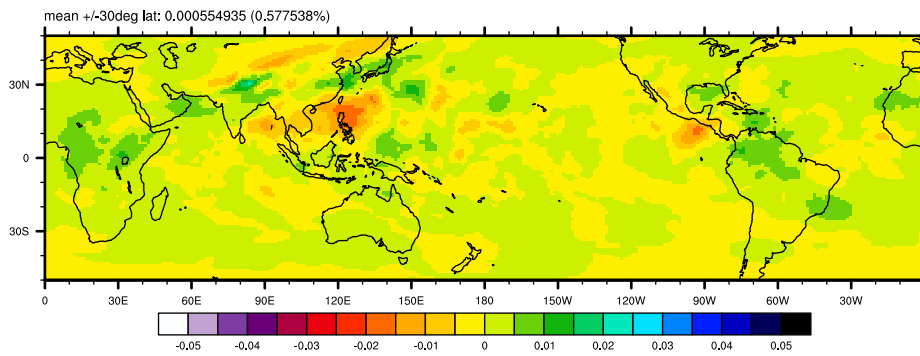 mean +/-30deg lat: 0.000554935 (0.577538%)
30N
0
30S
0 30E 60E 90E 120E 150E 180 150W 120W 90W 60W 30W
-0.05 -0.04 -0.03 -0.02 -0.01 0 0.01 0.02 0.03 0.04 0.05